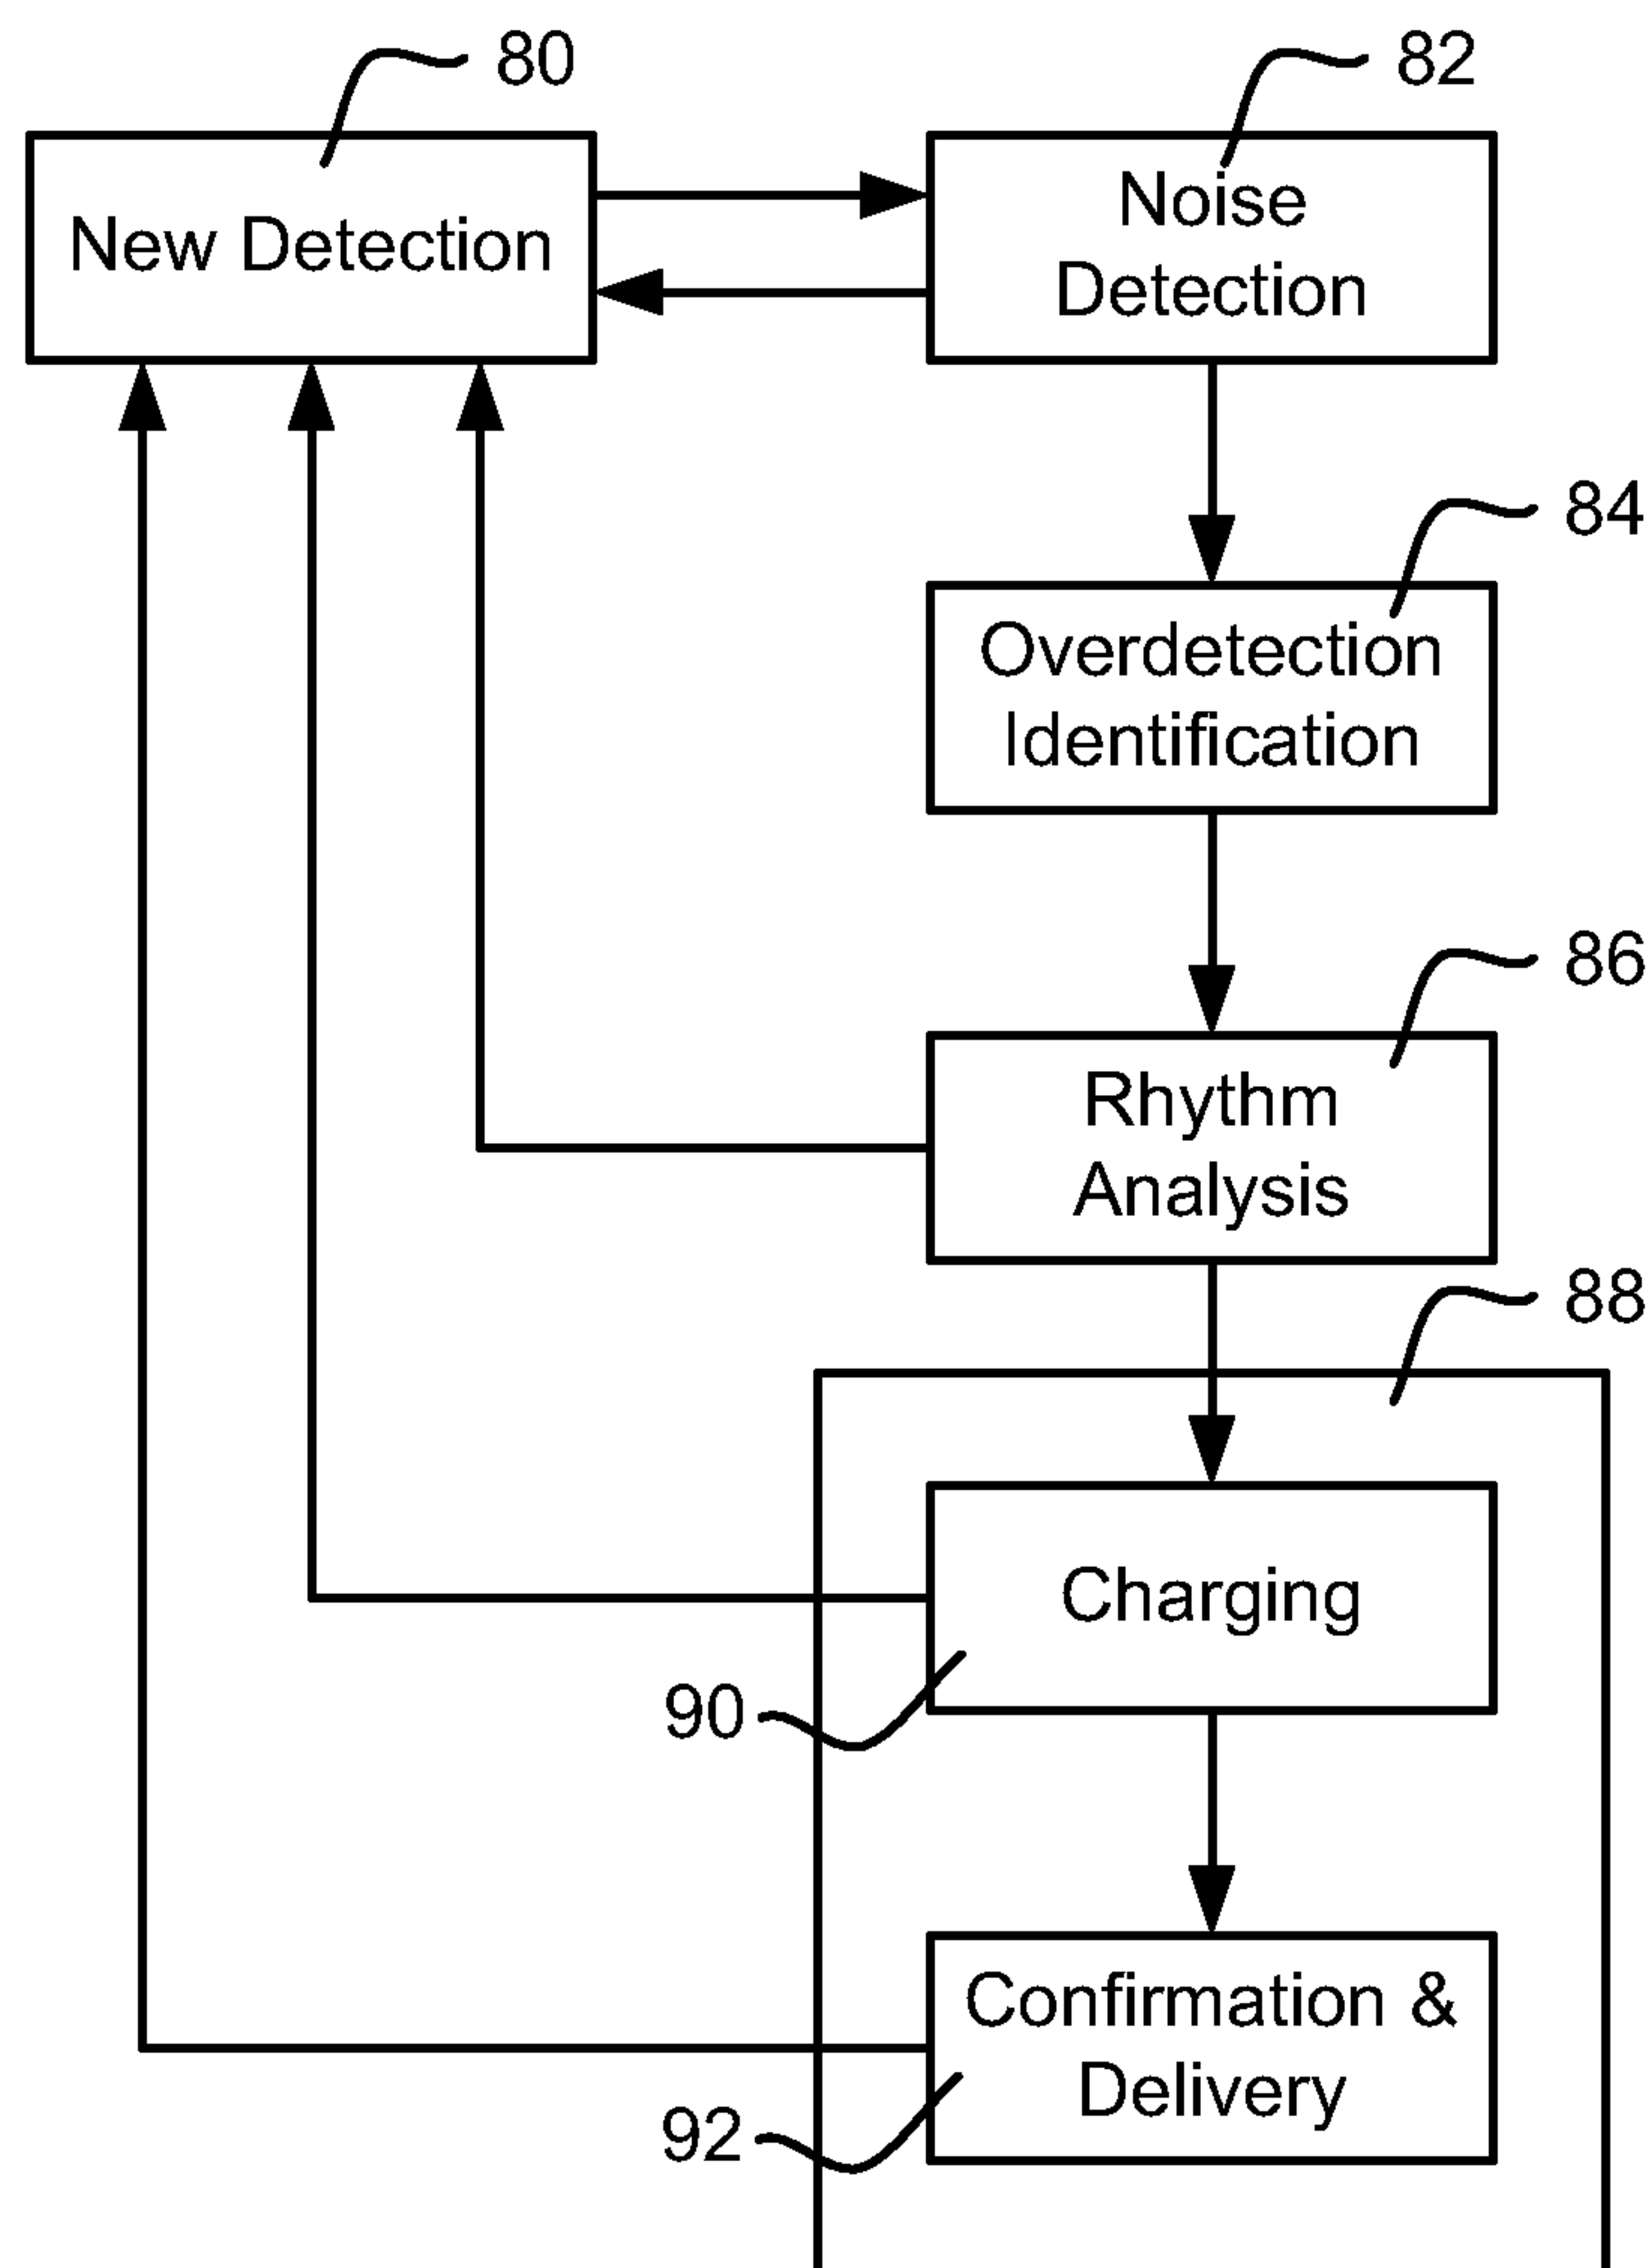 80
82
New Detection
Noise
Detection
84
Overdetection
Identification
86
Rhythm
Analysis
88
Charging
90
Confirmation &
Delivery
92